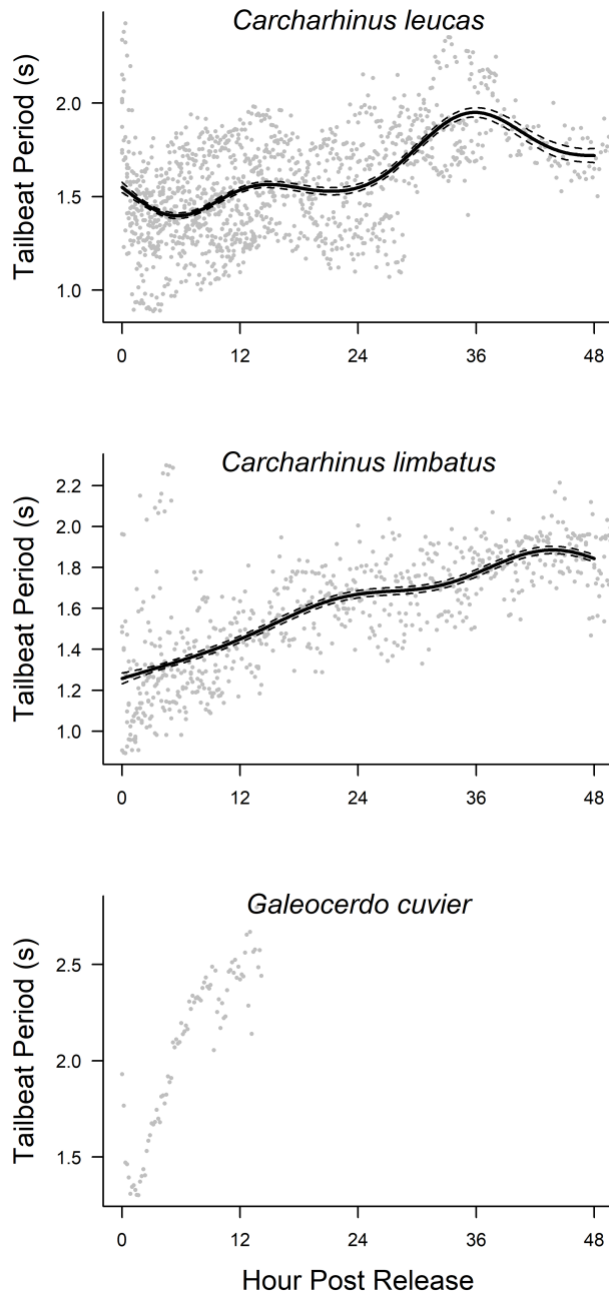 Carcharhinus leucas
Tailbeat Period (s)
2.0
1.5
1.0
0 12 24 36 48
Carcharhinus limbatus
Tailbeat Period (s)
2.2
2.0
1.8
1.6
1.4
1.2
1.0
0 12 24 36 48
Galeocerdo cuvier
Tailbeat Period (s)
2.5
2.0
1.5
0 12 24 36 48
Hour Post Release